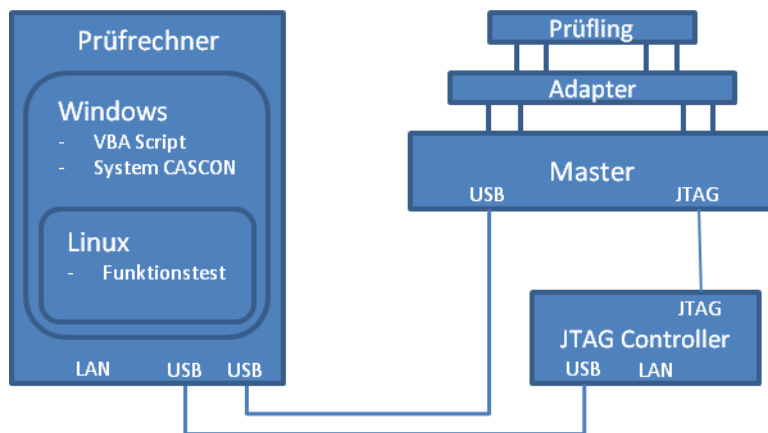 Prüfrechner
Windows
- VBA Script
- System CASCON
Linux
- Funktionstest
LAN USB USB
Prüfling
Adapter
Master
USB JTAG
JTAG
JTAG Controller
USB LAN